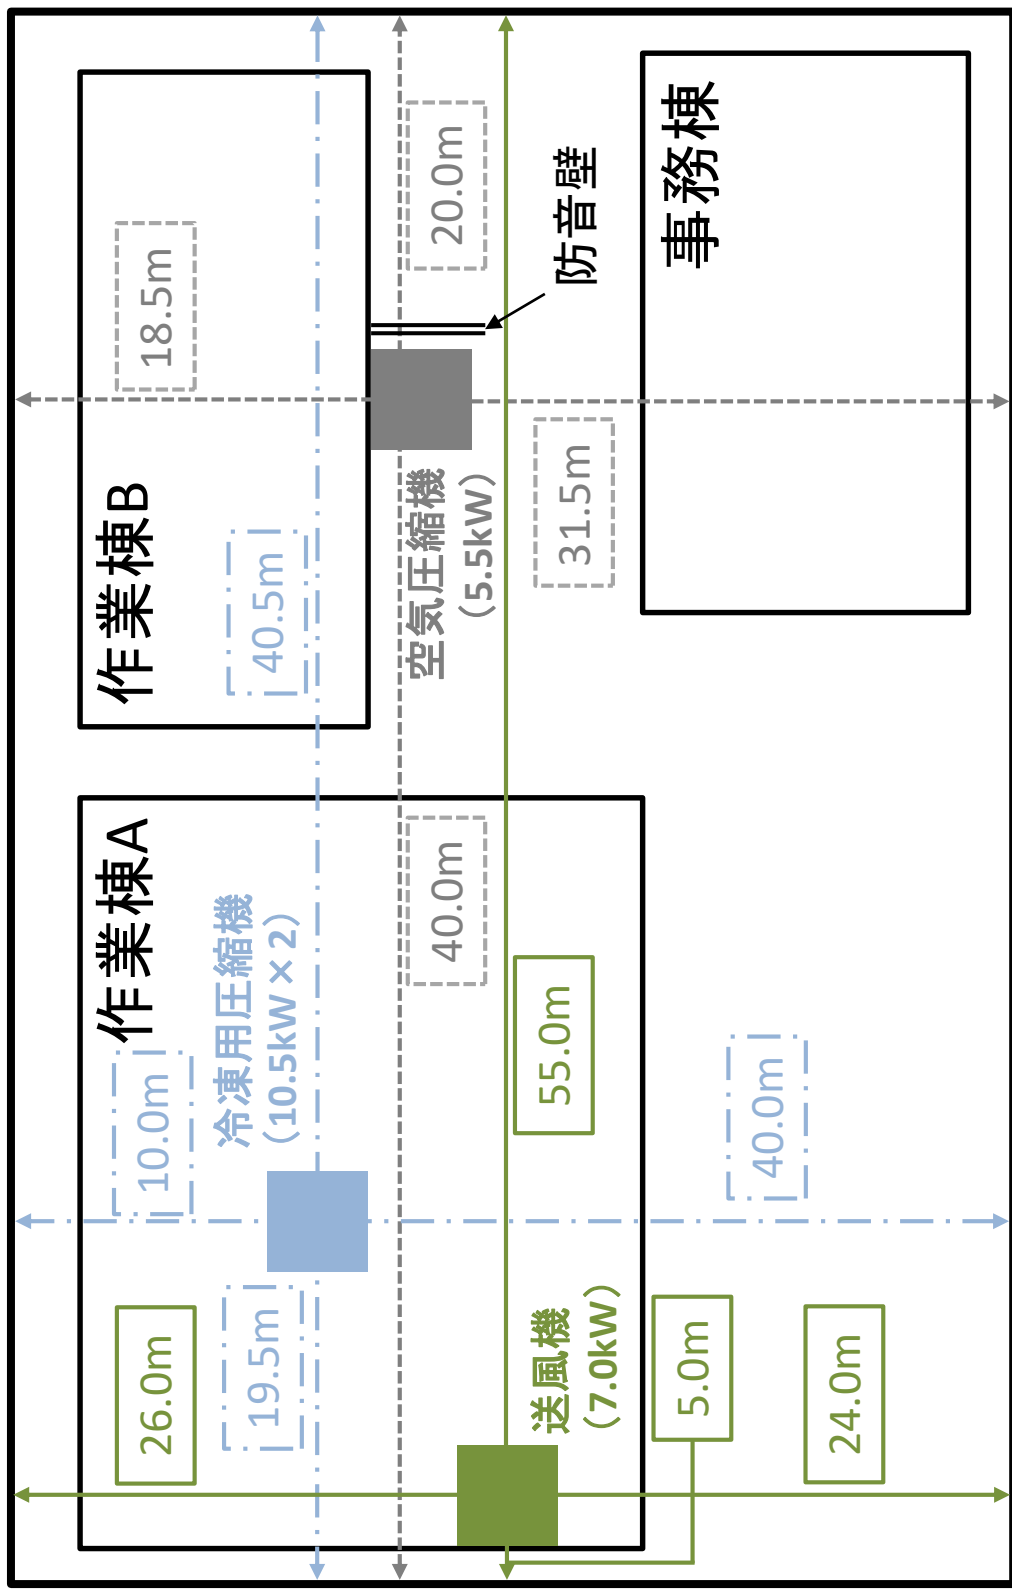 作業棟A
作業棟B
10.0m
18.5m
26.0m
19.5m
冷凍用圧縮機
（10.5kW×2）
40.5m
40.0m
空気圧縮機
（5.5kW）
20.0m
送風機
（7.0kW）
55.0m
31.5m
防音壁
5.0m
事務棟
24.0m
40.0m